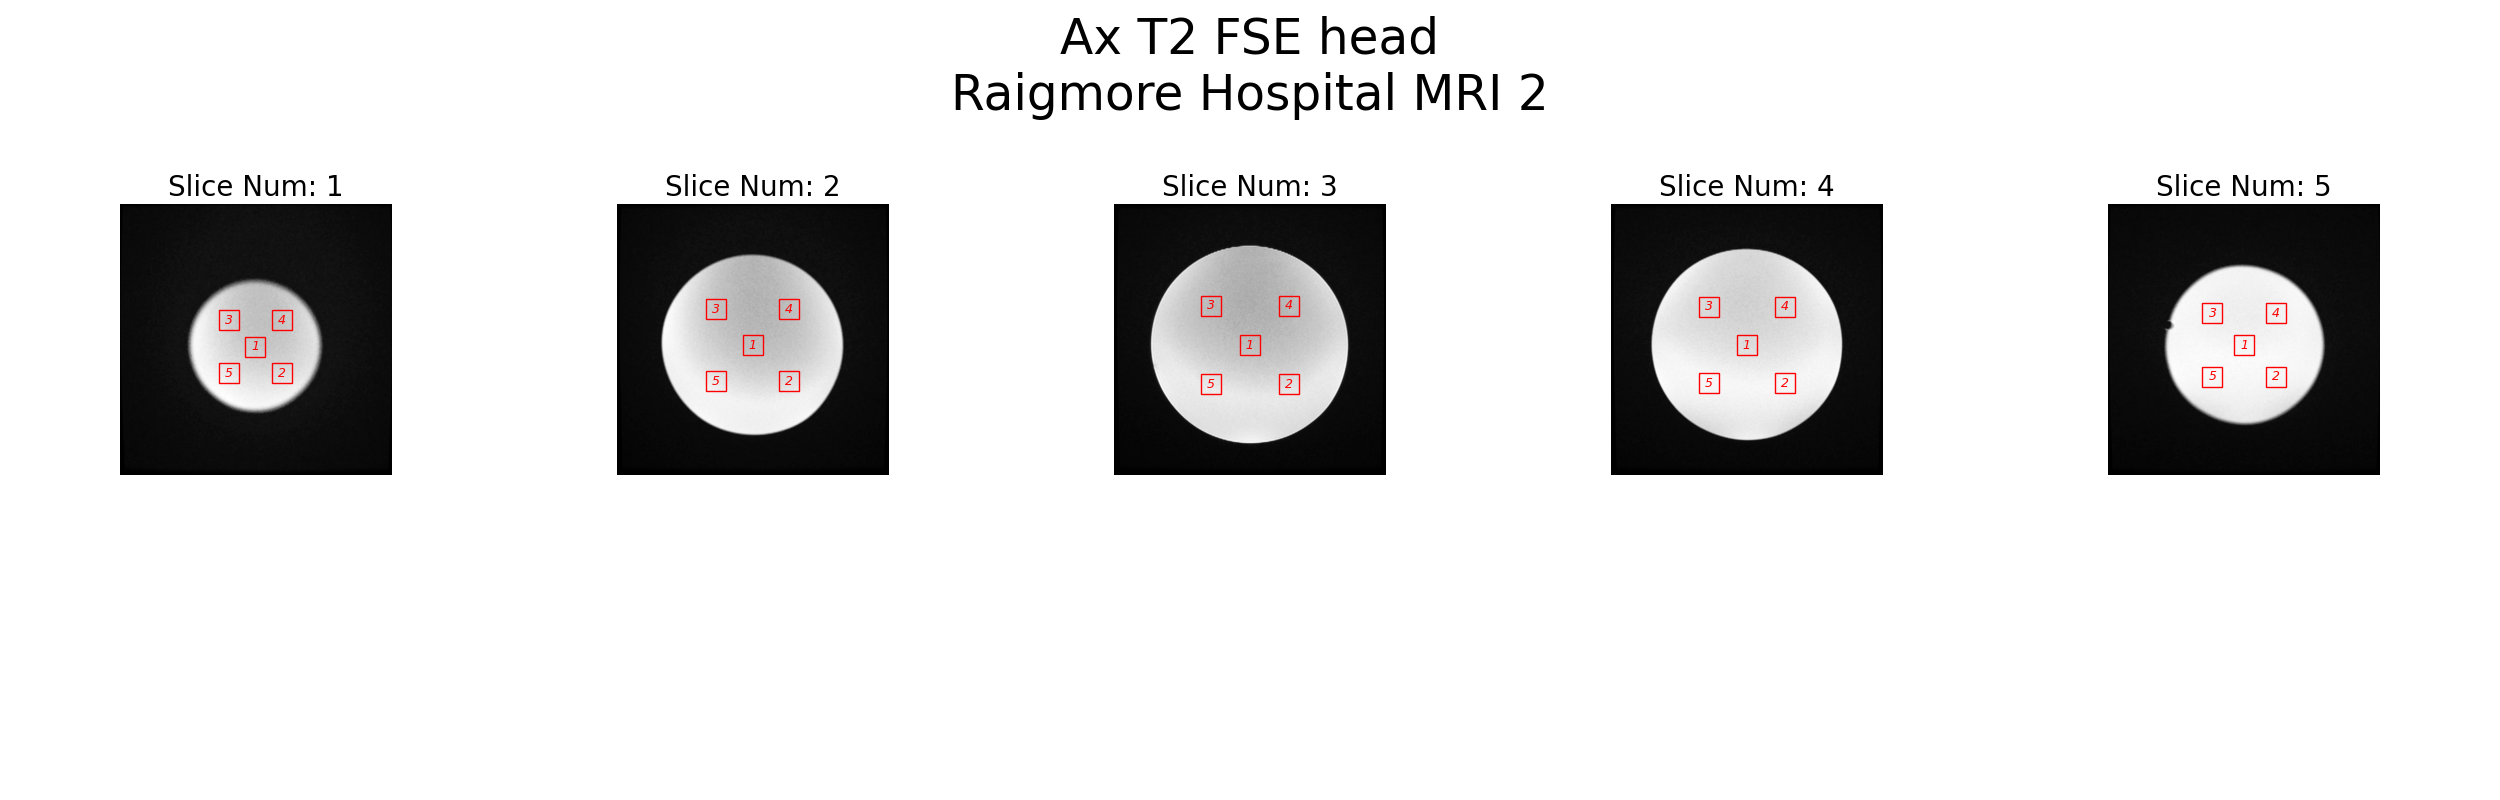 Ax T2 FSE head
Raigmore Hospital MRI 2
Slice Num: 1
Slice Num: 2
Slice Num: 3
Slice Num: 4
Slice Num: 5
3 4
1
5 2
3 4
1
5 2
3 4
1
5 2
3 4
1
5 2
3 4
1
5 2